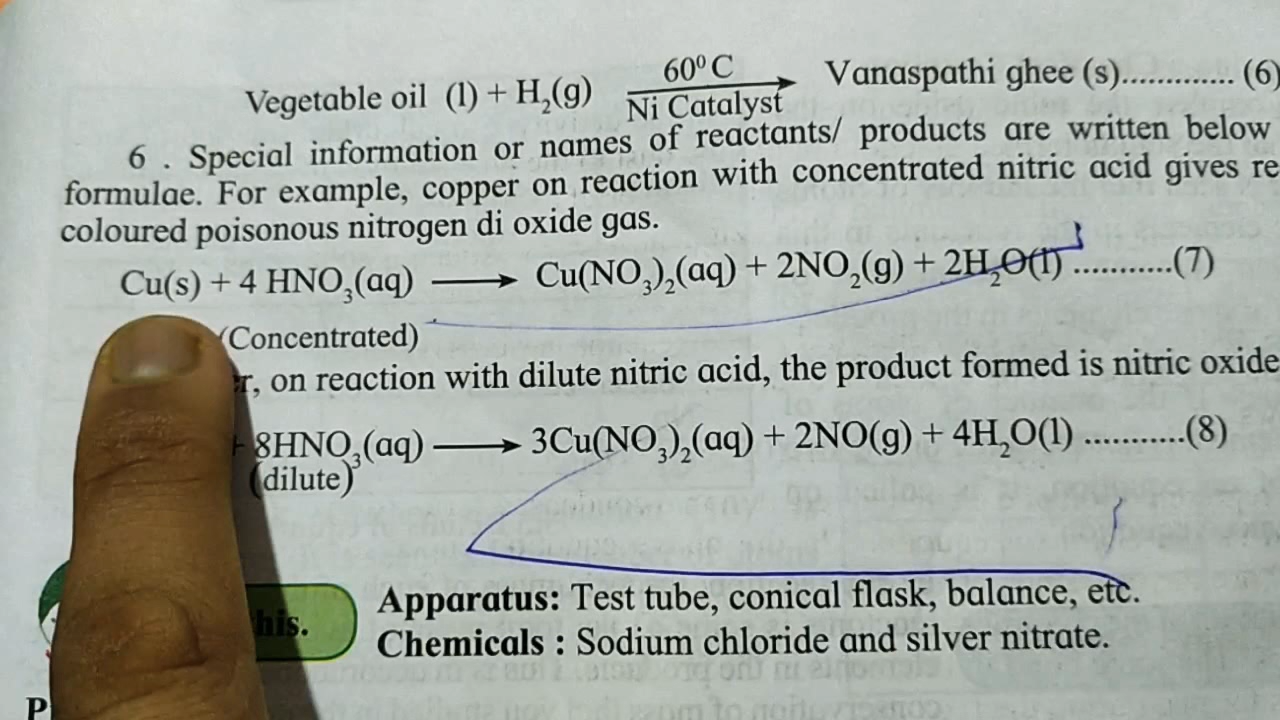 Vegetable oil (l) + H₂(g) 60⁰ C Ni Catalyst Vanaspathi ghee (s)............. (6)
6 . Special information or names of reactants/ products are written below
formulae. For example, copper on reaction with concentrated nitric acid gives re
coloured poisonous nitrogen di oxide gas.
Cu(s) + 4 HNO₃(aq) ⟶ Cu(NO₃)₂(aq) + 2NO₂(g) + 2H₂O(l) ...........(7)
(Concentrated)
r, on reaction with dilute nitric acid, the product formed is nitric oxide
+ 8HNO₃(aq) ⟶ 3Cu(NO₃)₂(aq) + 2NO(g) + 4H₂O(l) ...........(8)
(dilute)
Apparatus: Test tube, conical flask, balance, etc.
his.
Chemicals : Sodium chloride and silver nitrate.
P